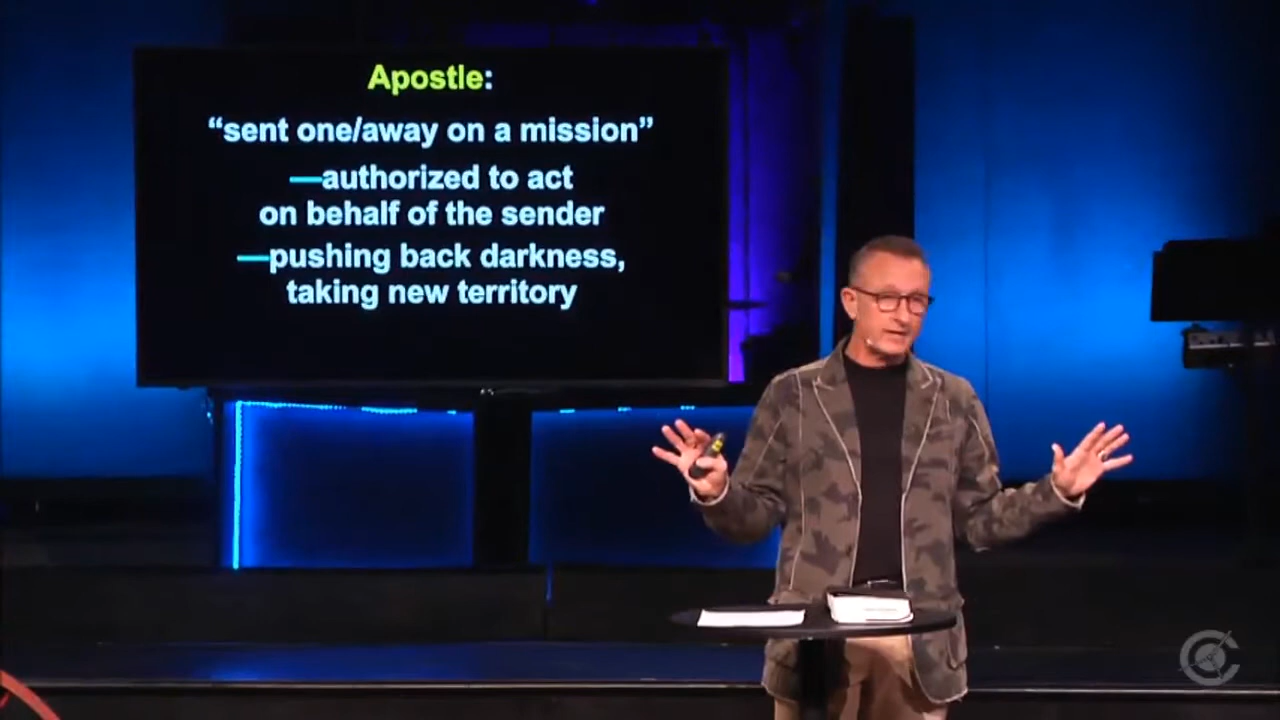 Apostle:
“sent one/away on a mission”
—authorized to act
on behalf of the sender
—pushing back darkness,
taking new territory